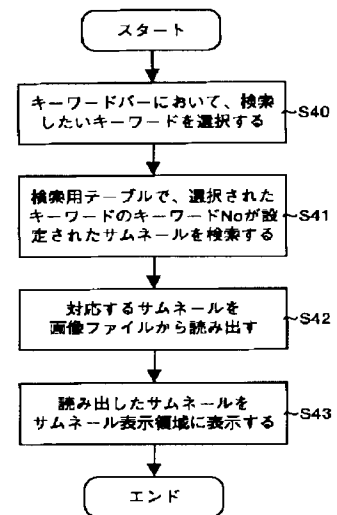 スタート
キーワードバーにおいて、検索
したいキーワードを選択する
~S40
検索用テーブルで、選択された
キーワードのキーワードNoが設
定されたサムネールを検索する
~S41
対応するサムネールを
画像ファイルから読み出す
~S42
読み出したサムネールを
サムネール表示領域に表示する
~S43
エンド